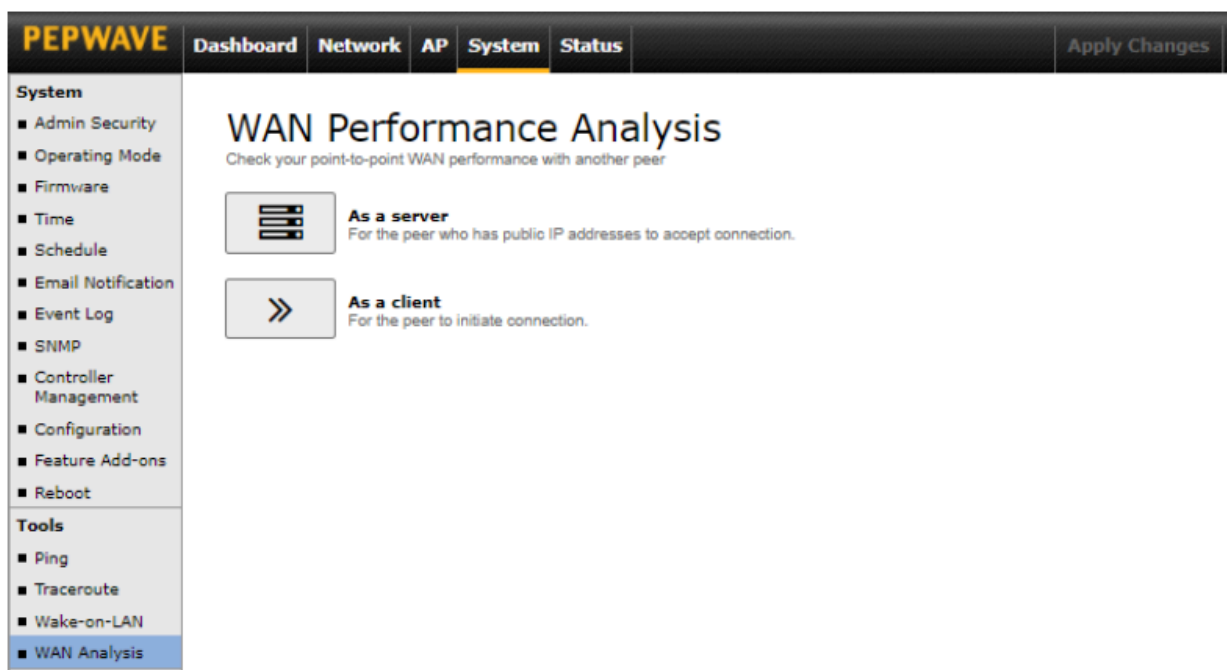 PEPWAVE
Dashboard Network AP System Status Apply Changes
System
Admin Security
Operating Mode
Firmware
Time
Schedule
Email Notification
Event Log
SNMP
Controller
Management
Configuration
Feature Add-ons
Reboot
Tools
Ping
Traceroute
Wake-on-LAN
WAN Analysis
WAN Performance Analysis
Check your point-to-point WAN performance with another peer
As a server
For the peer who has public IP addresses to accept connection.
As a client
For the peer to initiate connection.